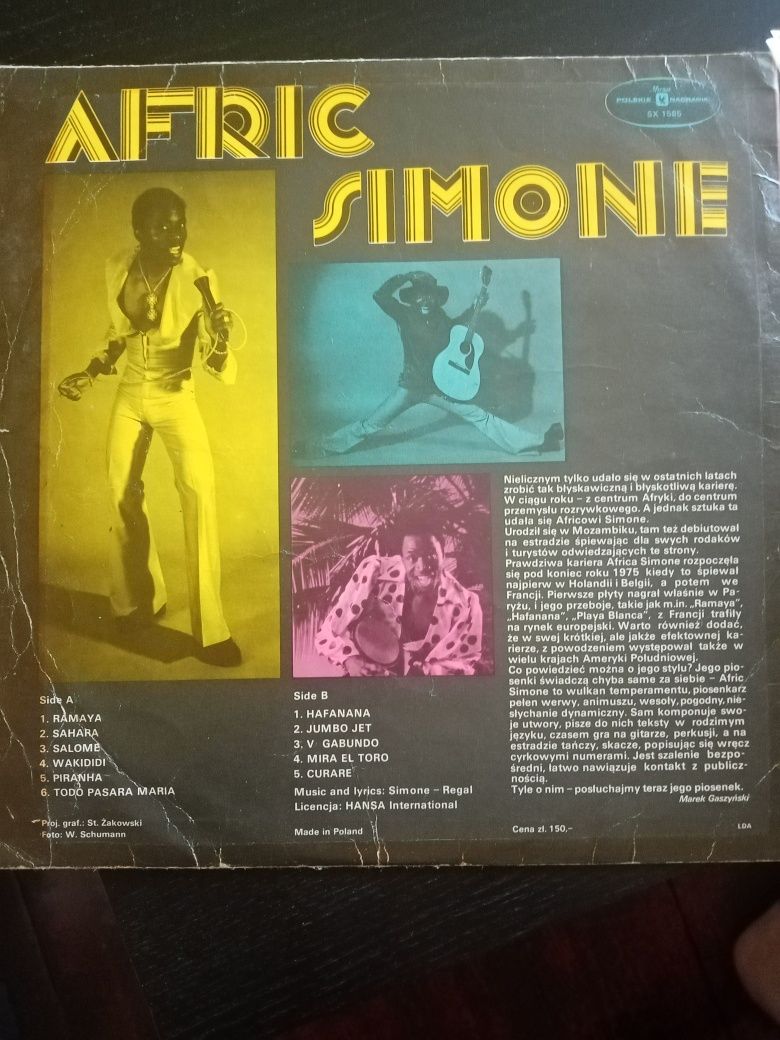 AFRIC
SIMONE
Muza
POLSKIE NAGRANIA
SX 1585
Nielicznym tylko udało się w ostatnich latach
zrobić tak błyskawiczną i błyskotliwą karierę.
W ciągu roku – z centrum Afryki, do centrum
przemysłu rozrywkowego. A jednak sztuka ta
udała się Africowi Simone.
Urodził się w Mozambiku, tam też debiutował
na estradzie śpiewając dla swych rodaków
i turystów odwiedzających te strony.
Prawdziwa kariera Africa Simone rozpoczęła
się pod koniec roku 1975 kiedy to śpiewał
najpierw w Holandii i Belgii, a potem we
Francji. Pierwsze płyty nagrał właśnie w Pa-
ryżu, i jego przeboje, takie jak m.in. „Ramaya”,
„Hafanana”, „Playa Blanca”, z Francji trafiły
na rynek europejski. Warto również dodać,
że w swej krótkiej, ale jakże efektownej ka-
rierze, z powodzeniem występował także w
wielu krajach Ameryki Południowej.
Co powiedzieć można o jego stylu? Jego pio-
senki świadczą chyba same za siebie – Afric
Simone to wulkan temperamentu, piosenkarz
pełen werwy, animuszu, wesoły, pogodny, nie-
słychanie dynamiczny. Sam komponuje swo-
je utwory, pisze do nich teksty w rodzimym
języku, czasem gra na gitarze, perkusji, a na
estradzie tańczy, skacze, popisując się wręcz
cyrkowymi numerami. Jest szalenie bezpo-
średni, łatwo nawiązuje kontakt z publicz-
nością.
Tyle o nim – posłuchajmy teraz jego piosenek.
Marek Gaszyński
Side A
1. RAMAYA
2. SAHARA
3. SALOME
4. WAKIDIDI
5. PIRANHA
6. TODO PASARA MARIA
Side B
1. HAFANANA
2. JUMBO JET
3. V GABUNDO
4. MIRA EL TORO
5. CURARE
Music and lyrics: Simone – Regal
Licencja: HANSA International
Proj. graf.: St. Żakowski
Foto: W. Schumann
Made in Poland
Cena zł. 150,–
LDA